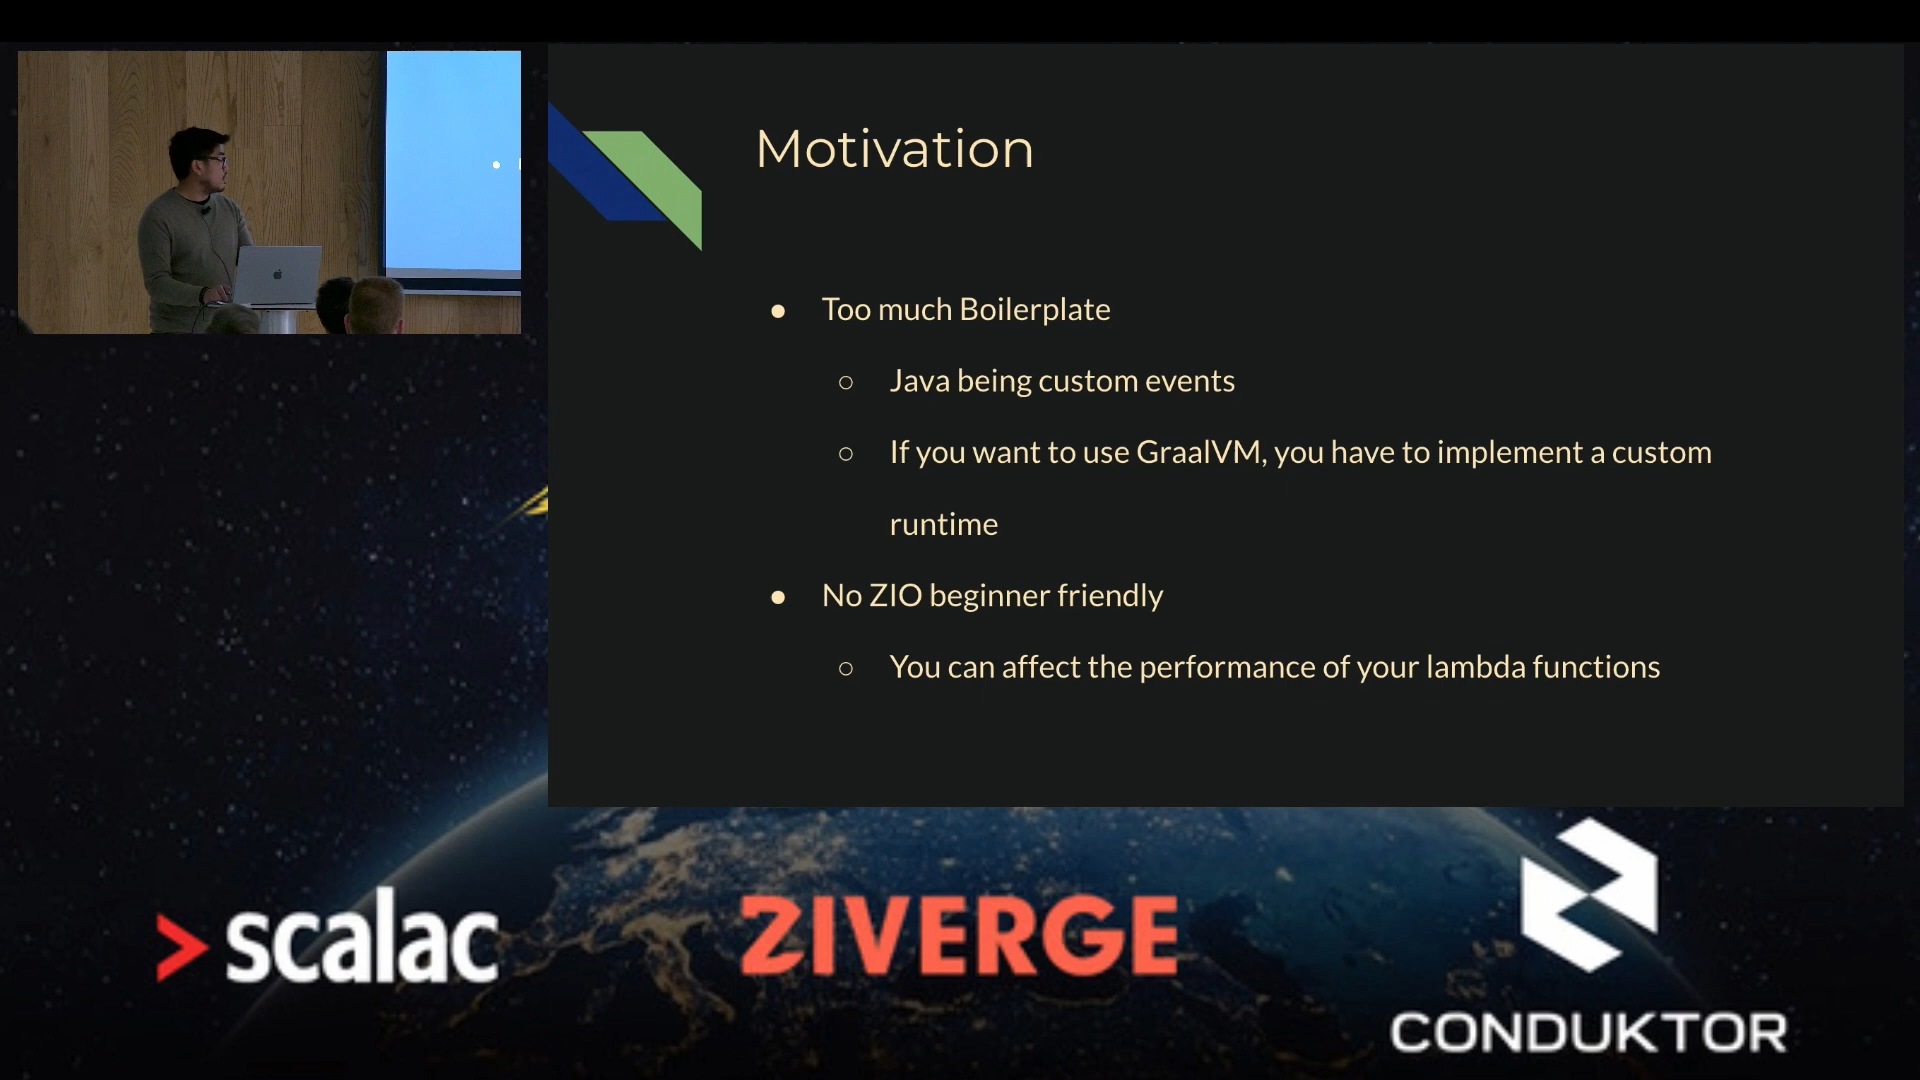 Motivation
● Too much Boilerplate
○ Java being custom events
○ If you want to use GraalVM, you have to implement a custom
runtime
● No ZIO beginner friendly
○ You can affect the performance of your lambda functions
scalac
ZIVERGE
CONDUKTOR